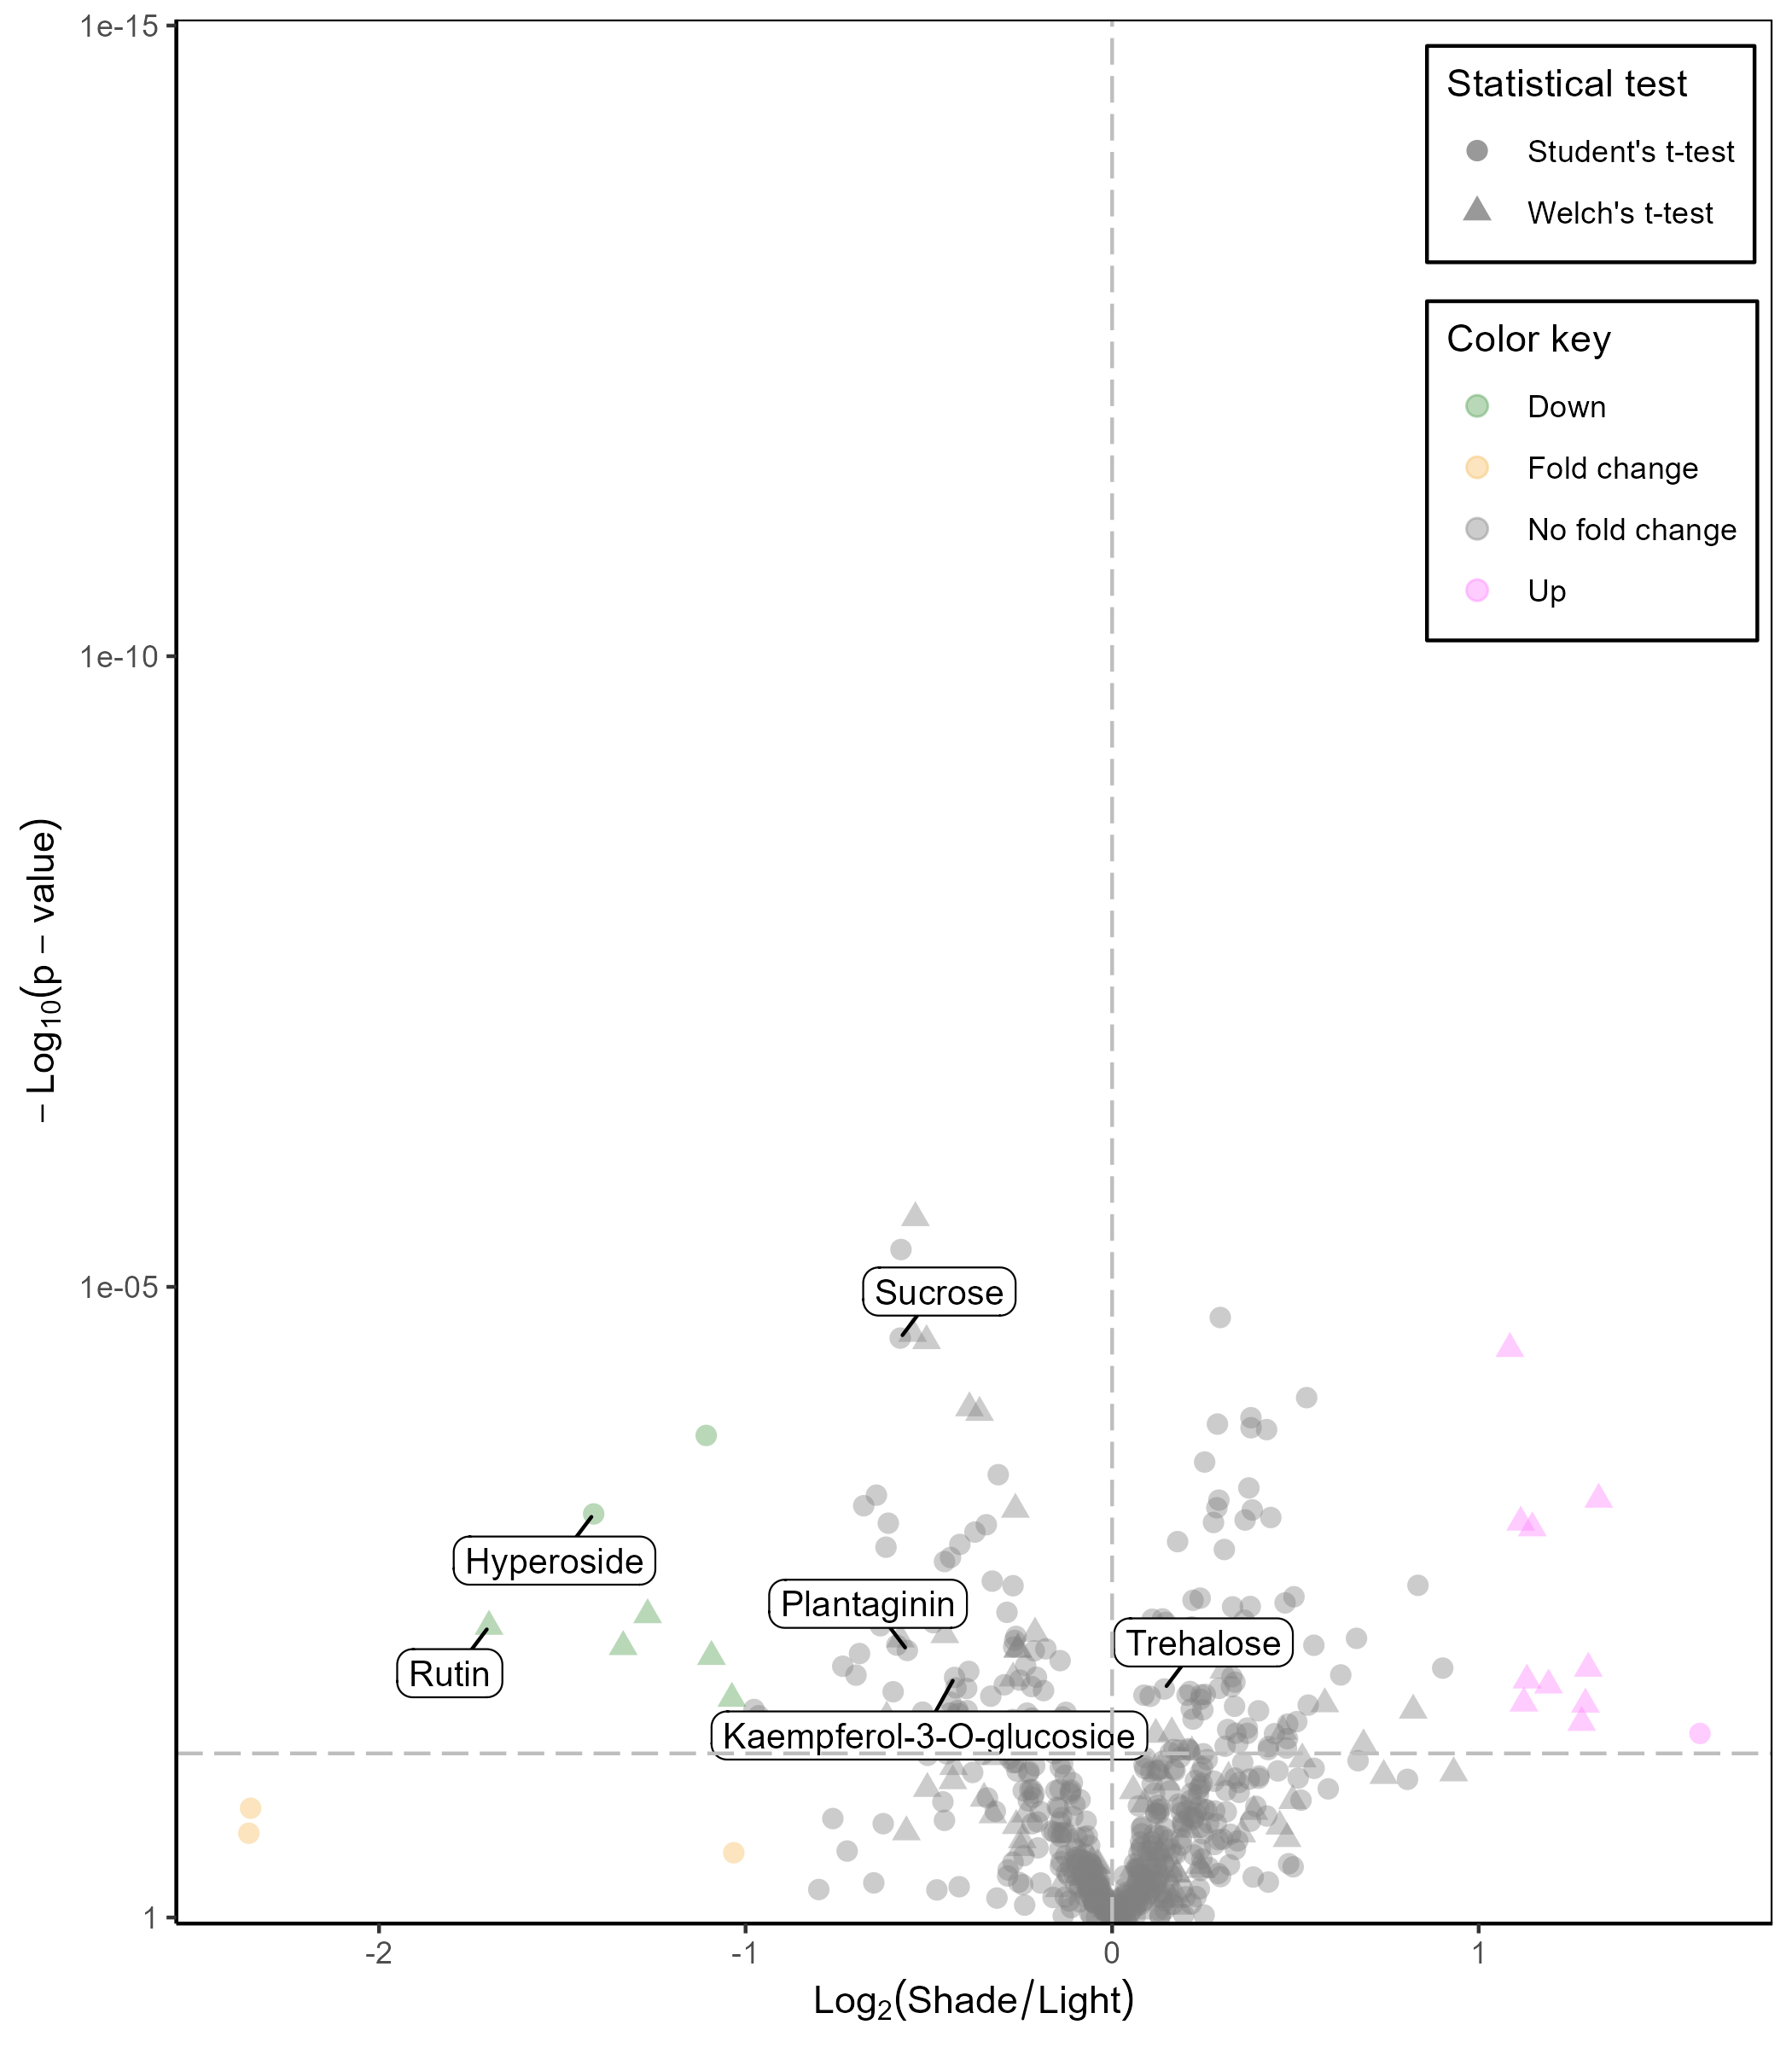 1e-15
1e-10
1e-05
1
− Log10(p − value)
Statistical test
Student's t-test
Welch's t-test
Color key
Down
Fold change
No fold change
Up
Sucrose
Hyperoside
Plantaginin
Trehalose
Rutin
Kaempferol-3-O-glucoside
-2
-1
0
1
Log2(Shade/Light)